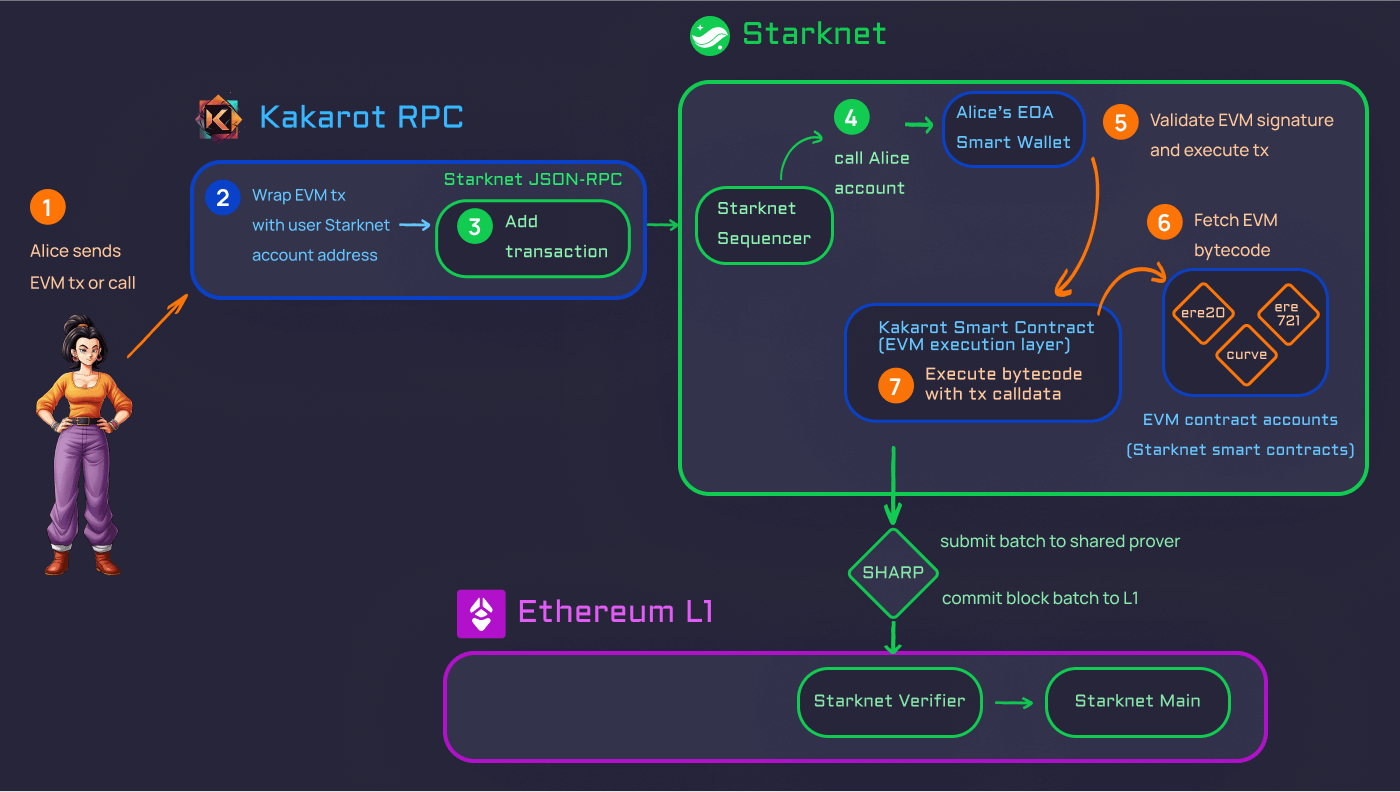 Starknet
Kakarot RPC
1
Alice sends
EVM tx or call
2
Wrap EVM tx
with user Starknet
account address
Starknet JSON-RPC
3
Add
transaction
Starknet
Sequencer
4
call Alice
account
Alice's EOA
Smart Wallet
5
Validate EVM signature
and execute tx
6
Fetch EVM
bytecode
ere20
ere
721
curve
EVM contract accounts
(Starknet smart contracts)
Kakarot Smart Contract
(EVM execution layer)
7
Execute bytecode
with tx calldata
submit batch to shared prover
SHARP
commit block batch to L1
Ethereum L1
Starknet Verifier
Starknet Main